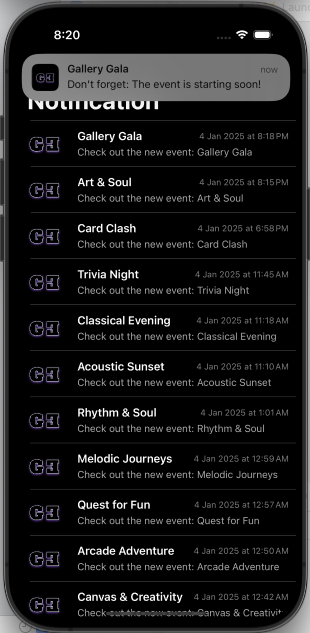 Laun
8:20
Gallery Gala now
Don't forget: The event is starting soon!
Notification
Gallery Gala 4 Jan 2025 at 8:18 PM
Check out the new event: Gallery Gala
Art & Soul 4 Jan 2025 at 8:15 PM
Check out the new event: Art & Soul
Card Clash 4 Jan 2025 at 6:58 PM
Check out the new event: Card Clash
Trivia Night 4 Jan 2025 at 11:45 AM
Check out the new event: Trivia Night
Classical Evening 4 Jan 2025 at 11:18 AM
Check out the new event: Classical Evening
Acoustic Sunset 4 Jan 2025 at 11:10 AM
Check out the new event: Acoustic Sunset
Rhythm & Soul 4 Jan 2025 at 1:01 AM
Check out the new event: Rhythm & Soul
Melodic Journeys 4 Jan 2025 at 12:59 AM
Check out the new event: Melodic Journeys
Quest for Fun 4 Jan 2025 at 12:57 AM
Check out the new event: Quest for Fun
Arcade Adventure 4 Jan 2025 at 12:50 AM
Check out the new event: Arcade Adventure
Canvas & Creativity 4 Jan 2025 at 12:42 AM
Check out the new event: Canvas & Creativit